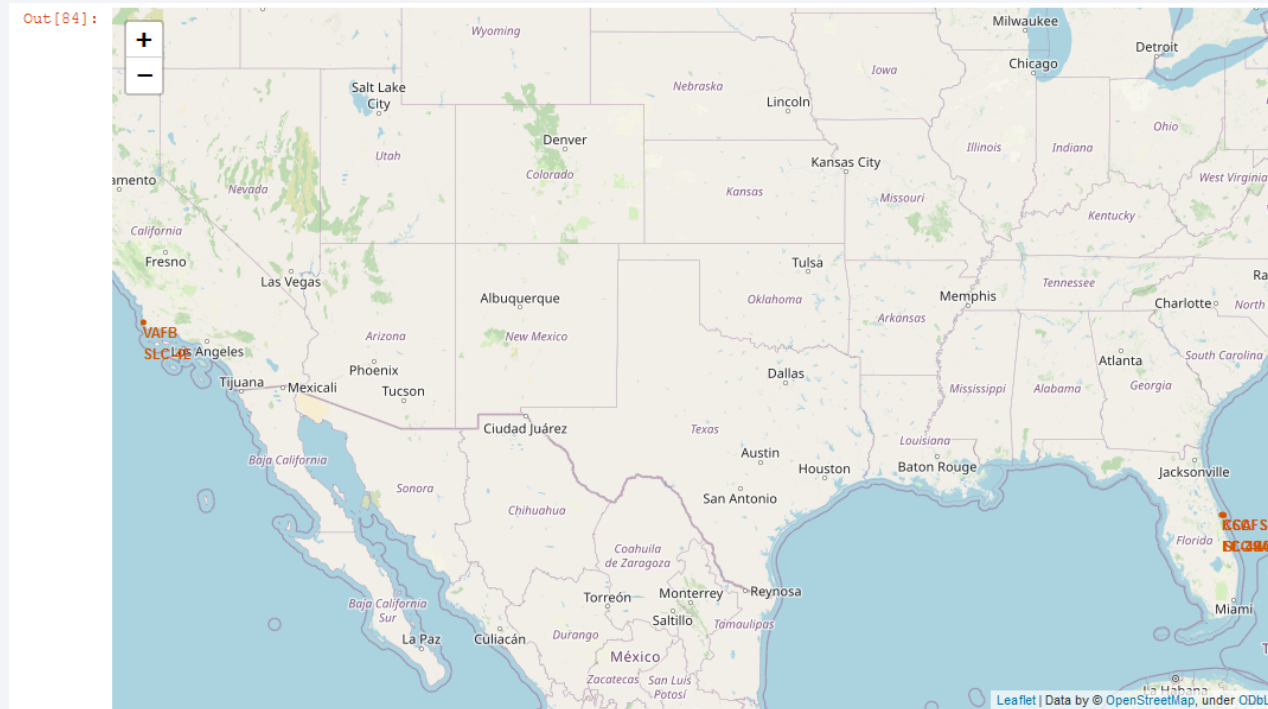 Out[84]:
+
−
Wyoming
Milwaukee
Detroit
Chicago
Iowa
Nebraska
Salt Lake
City
Lincoln
Denver
Ohio
Illinois
Indiana
Utah
Kansas City
amento
Nevada
Colorado
Kansas
Missouri
West Virginia
Kentucky
California
Fresno
Las Vegas
Tulsa
Tennessee
Ra
Albuquerque
Oklahoma
Memphis
Charlotte
North
Arkansas
VAFB
SLC-4E
Los Angeles
Arizona
New Mexico
Atlanta
South Carolina
Phoenix
Dallas
Tijuana
Mexicali
Tucson
Mississippi
Alabama
Georgia
Ciudad Juárez
Texas
Louisiana
Austin
Baja California
Houston
Baton Rouge
Jacksonville
Sonora
San Antonio
Chihuahua
Florida
Coahuila
de Zaragoza
Torreón
Monterrey
Reynosa
Baja California
Sur
Saltillo
Tamaulipas
Miami
La Paz
Culiacán
Durango
México
Zacatecas
San Luis
Potosí
La Habana
Leaflet | Data by © OpenStreetMap, under ODbL